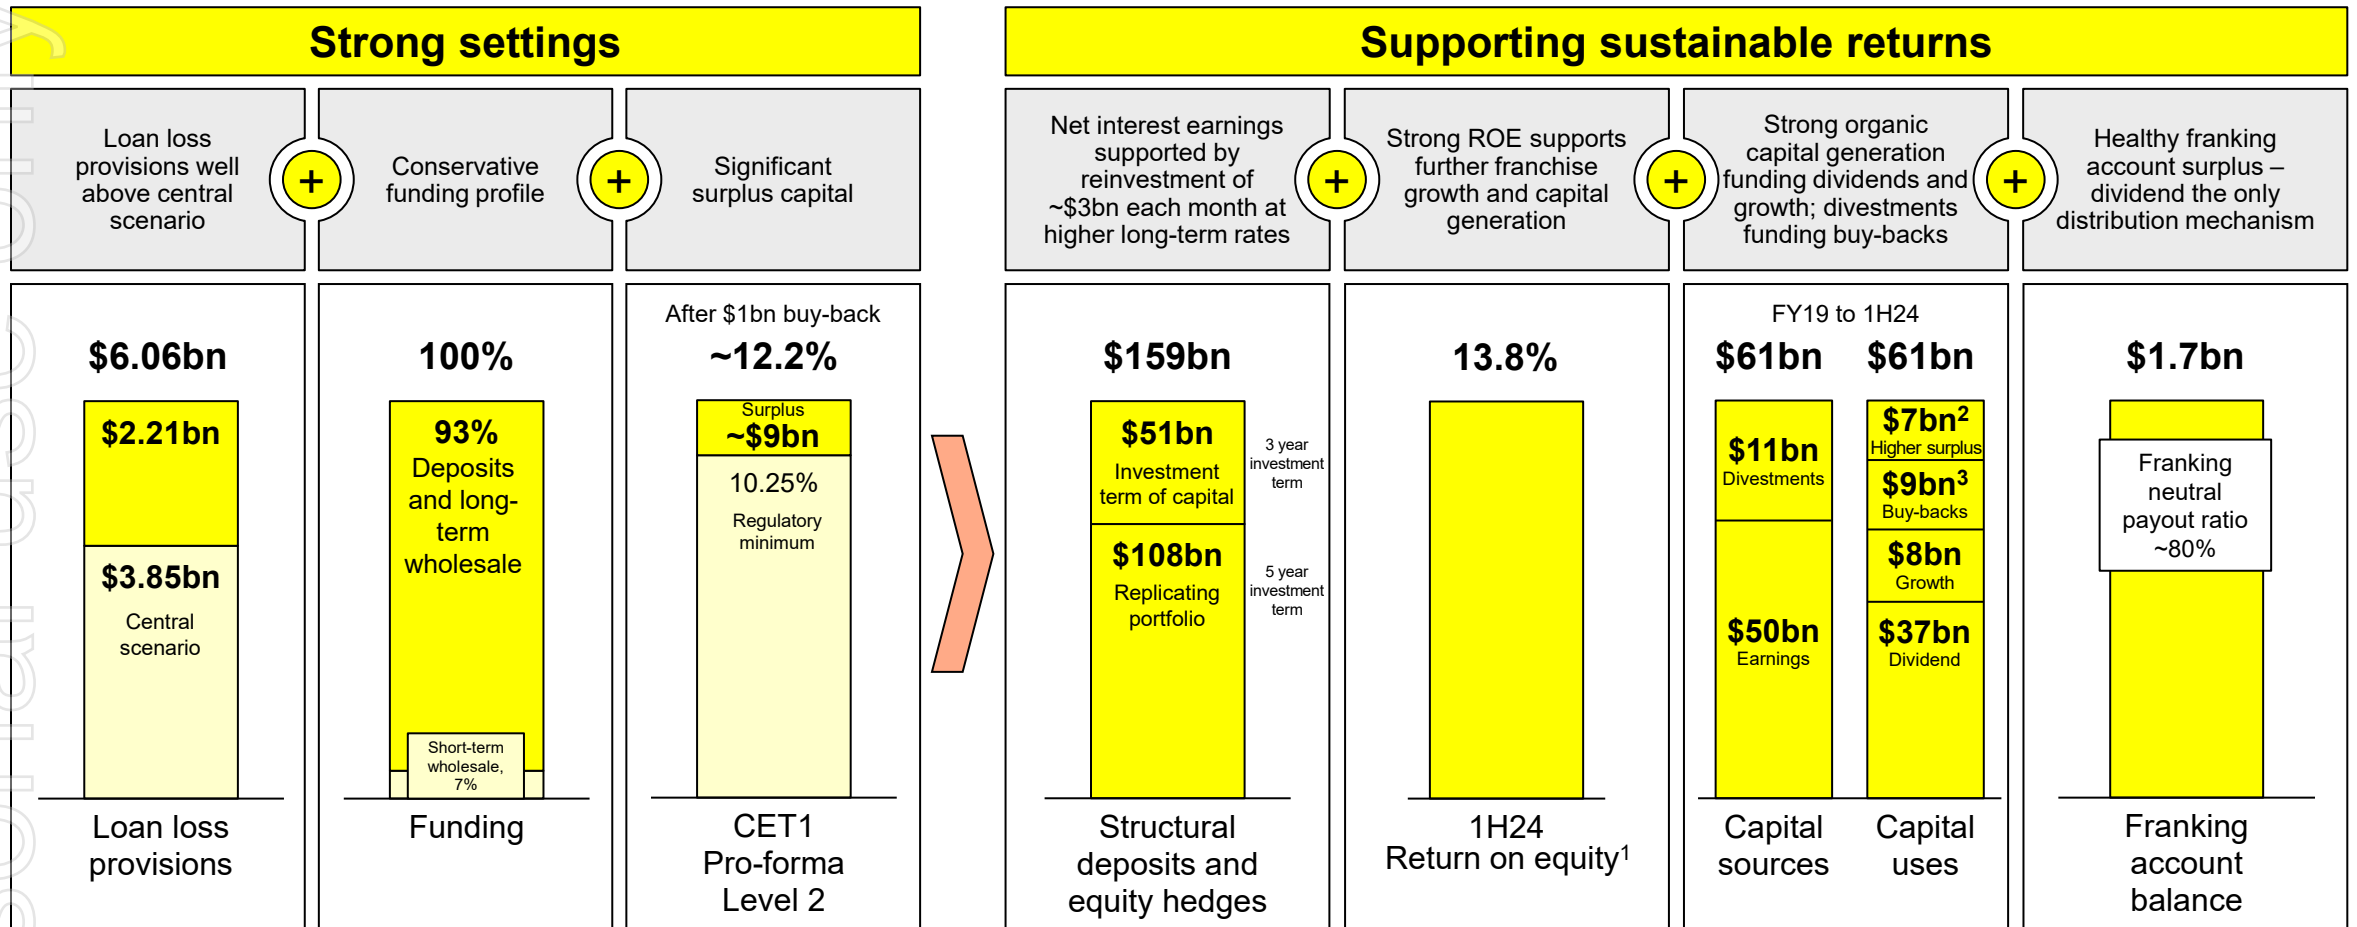 Strong settings
Supporting sustainable returns
Loan loss
provisions well
above central
scenario
+
Conservative
funding profile
+
Significant
surplus capital
Net interest earnings
supported by
reinvestment of
~$3bn each month at
higher long-term rates
+
Strong ROE supports
further franchise
growth and capital
generation
+
Strong organic
capital generation
funding dividends and
growth; divestments
funding buy-backs
+
Healthy franking
account surplus –
dividend the only
distribution mechanism
$6.06bn
$2.21bn
$3.85bn
Central
scenario
Loan loss
provisions
100%
93%
Deposits
and long-
term
wholesale
Short-term
wholesale,
7%
Funding
After $1bn buy-back
~12.2%
Surplus
~$9bn
10.25%
Regulatory
minimum
CET1
Pro-forma
Level 2
$159bn
$51bn
Investment
term of capital
3 year
investment
term
$108bn
Replicating
portfolio
5 year
investment
term
Structural
deposits and
equity hedges
13.8%
1H24
Return on equity¹
FY19 to 1H24
$61bn
$11bn
Divestments
$50bn
Earnings
Capital
sources
$61bn
$7bn²
Higher surplus
$9bn³
Buy-backs
$8bn
Growth
$37bn
Dividend
Capital
uses
$1.7bn
Franking
neutral
payout ratio
~80%
Franking
account
balance